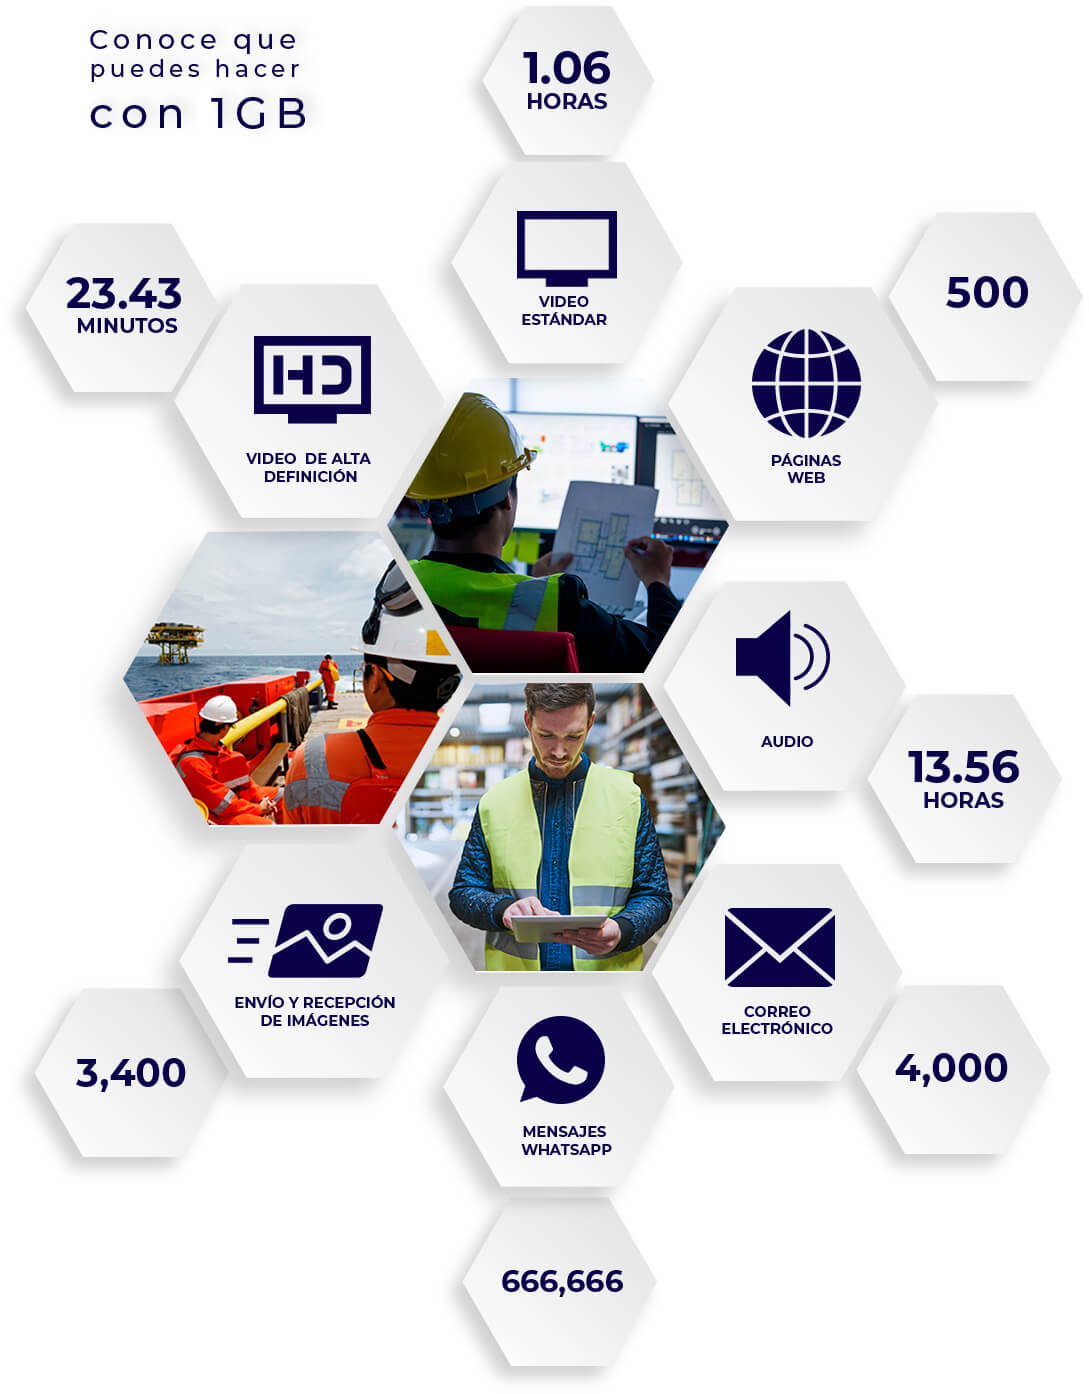 Conoce que
puedes hacer
con 1GB
1.06
HORAS
VIDEO
ESTÁNDAR
23.43
MINUTOS
HD
VIDEO DE ALTA
DEFINICIÓN
500
PÁGINAS
WEB
AUDIO
13.56
HORAS
ENVÍO Y RECEPCIÓN
DE IMÁGENES
3,400
CORREO
ELECTRÓNICO
4,000
MENSAJES
WHATSAPP
666,666